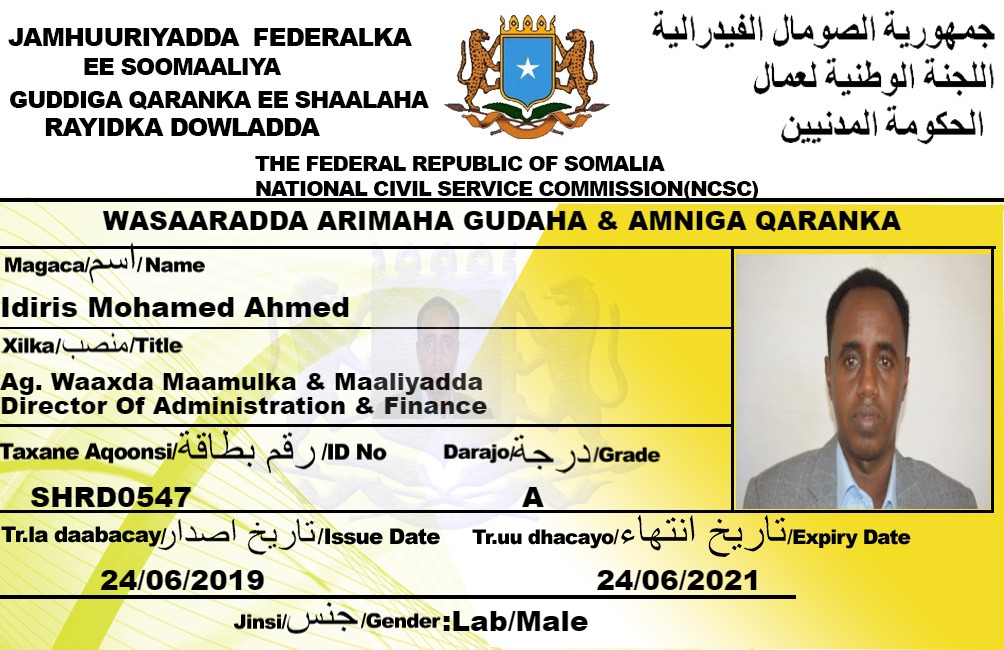 JAMHUURIYADDA FEDERALKA
EE SOOMAALIYA
GUDDIGA QARANKA EE SHAALAHA
RAYIDKA DOWLADDA
جمهورية الصومال الفيدرالية
اللجنة الوطنية لعمال
الحكومة المدنيين
THE FEDERAL REPUBLIC OF SOMALIA
NATIONAL CIVIL SERVICE COMMISSION(NCSC)
WASAARADDA ARIMAHA GUDAHA & AMNIGA QARANKA
Magaca/اسم/Name
Idiris Mohamed Ahmed
Xilka/منصب/Title
Ag. Waaxda Maamulka & Maaliyadda
Director Of Administration & Finance
Taxane Aqoonsi/رقم بطاقة/ID No
Darajo/درجة/Grade
SHRD0547
A
Tr.la daabacay/تاريخ اصدار/Issue Date
Tr.uu dhacayo/تاريخ انتهاء/Expiry Date
24/06/2019
24/06/2021
Jinsi/جنس/Gender:Lab/Male